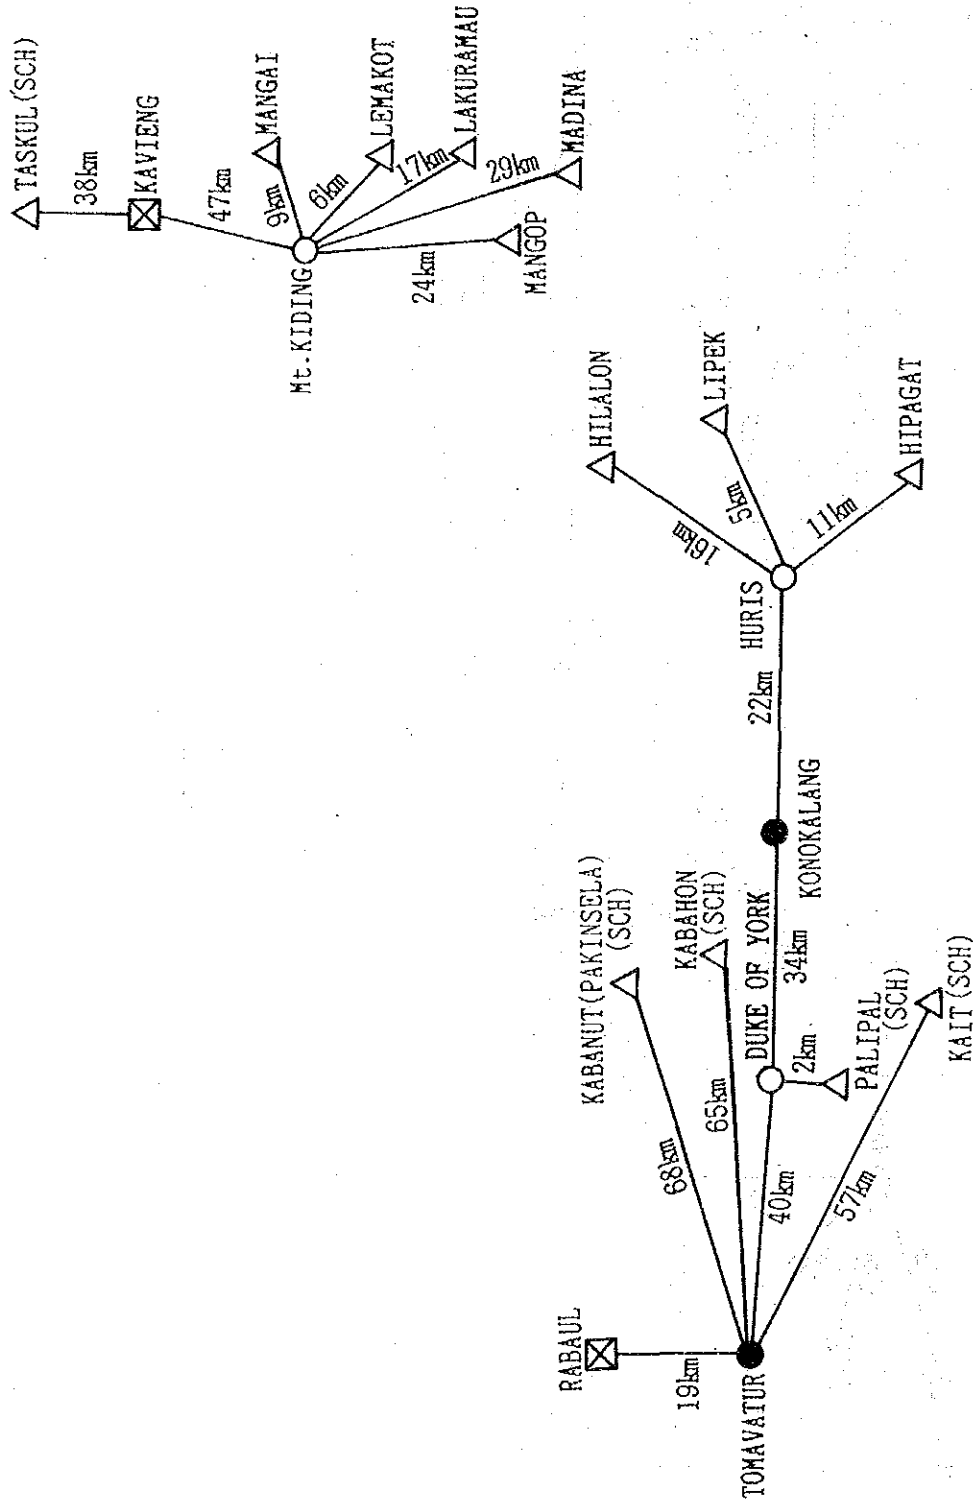 TASKUL(SCH)
38km
KAVIENG
47km
MANGAI
9km
LEMAKOT
6km
LAKURAMAU
17km
MADINA
29km
Mt.KIDING
24km
MANGOP
HILALON
16km
LIPEK
5km
HIPAGAT
11km
HURIS
22km
KONOKALANG
34km
KABANUT(PAKINSELA)
(SCH)
68km
KABAHON
(SCH)
65km
DUKE OF YORK
40km
2km
PALIPAL
(SCH)
KAIT(SCH)
57km
RABAUL
19km
TOMAVATUR